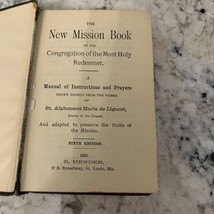 THE
New Mission Book
OF THE
Congregation of the Most Holy
Redeemer.
A
Manual of Instructions and Prayers
DRAWN CHIEFLY FROM THE WORKS
OF
St. Alphonsus Maria de Liguori,
Doctor of the Church,
And adapted to preserve the fruits of
the Mission.
NINTH EDITION.
B. HERDER,
17 S. Broadway, St. Louis, Mo.